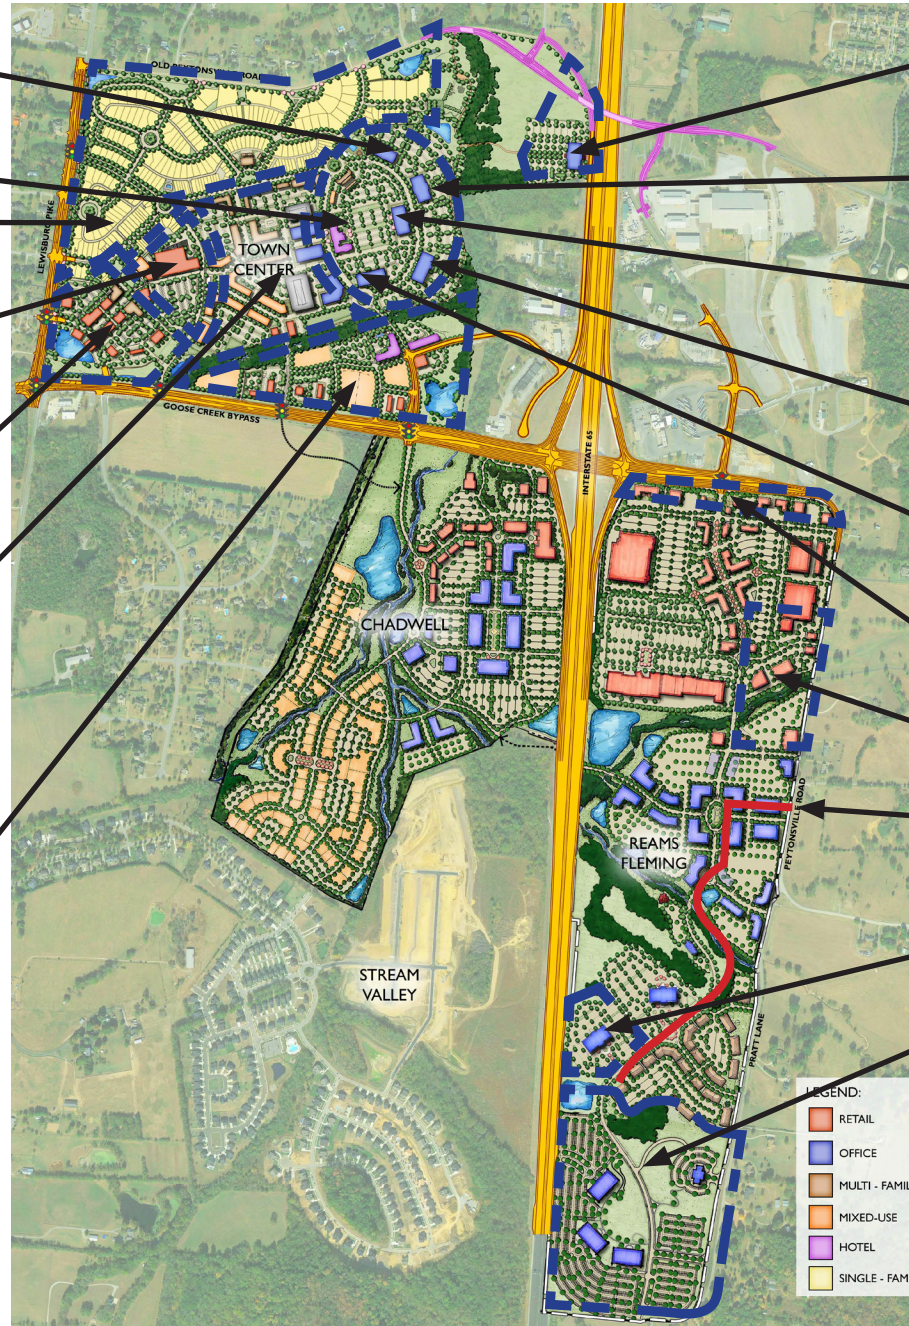 OLD PEYTONSVILLE ROAD
LEWISBURG PIKE
TOWN
CENTER
GOOSE CREEK BYPASS
INTERSTATE 65
CHADWELL
REAMS
FLEMING
PEYTONSVILLE ROAD
STREAM
VALLEY
PRATT LANE
LEGEND:
RETAIL
OFFICE
MULTI - FAMIL
MIXED-USE
HOTEL
SINGLE - FAM